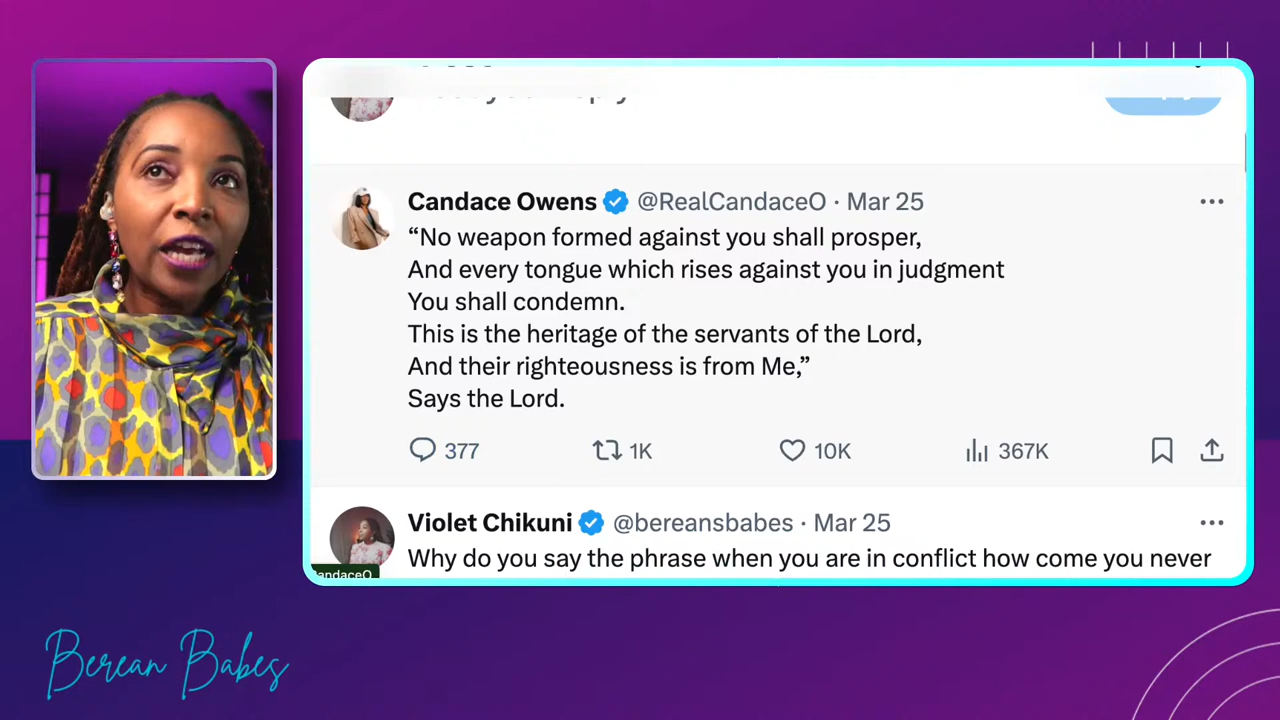 Candace Owens @RealCandaceO · Mar 25
“No weapon formed against you shall prosper,
And every tongue which rises against you in judgment
You shall condemn.
This is the heritage of the servants of the Lord,
And their righteousness is from Me,”
Says the Lord.
377 1K 10K 367K
Violet Chikuni @bereansbabes · Mar 25
Why do you say the phrase when you are in conflict how come you never
Berean Babes